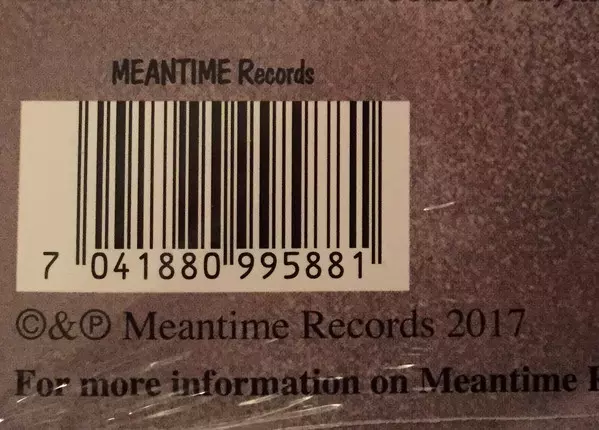 MEANTIME Records
7 041880 995881
©&℗ Meantime Records 2017
For more information on Meantime